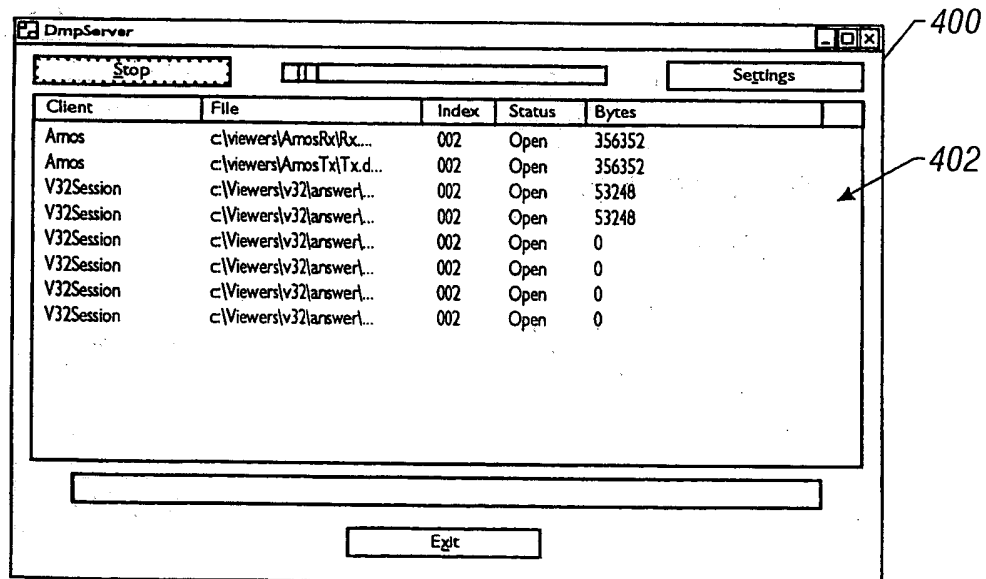 DmpServer
400
Stop
Settings
Client File Index Status Bytes
Amos c:\viewers\AmosRx\Rx.... 002 Open 356352
Amos c:\viewers\AmosTx\Tx.d... 002 Open 356352
402
V32Session c:\Viewers\v32\answer\... 002 Open 53248
V32Session c:\Viewers\v32\answer\... 002 Open 53248
V32Session c:\Viewers\v32\answer\... 002 Open 0
V32Session c:\Viewers\v32\answer\... 002 Open 0
V32Session c:\Viewers\v32\answer\... 002 Open 0
V32Session c:\Viewers\v32\answer\... 002 Open 0
Exit